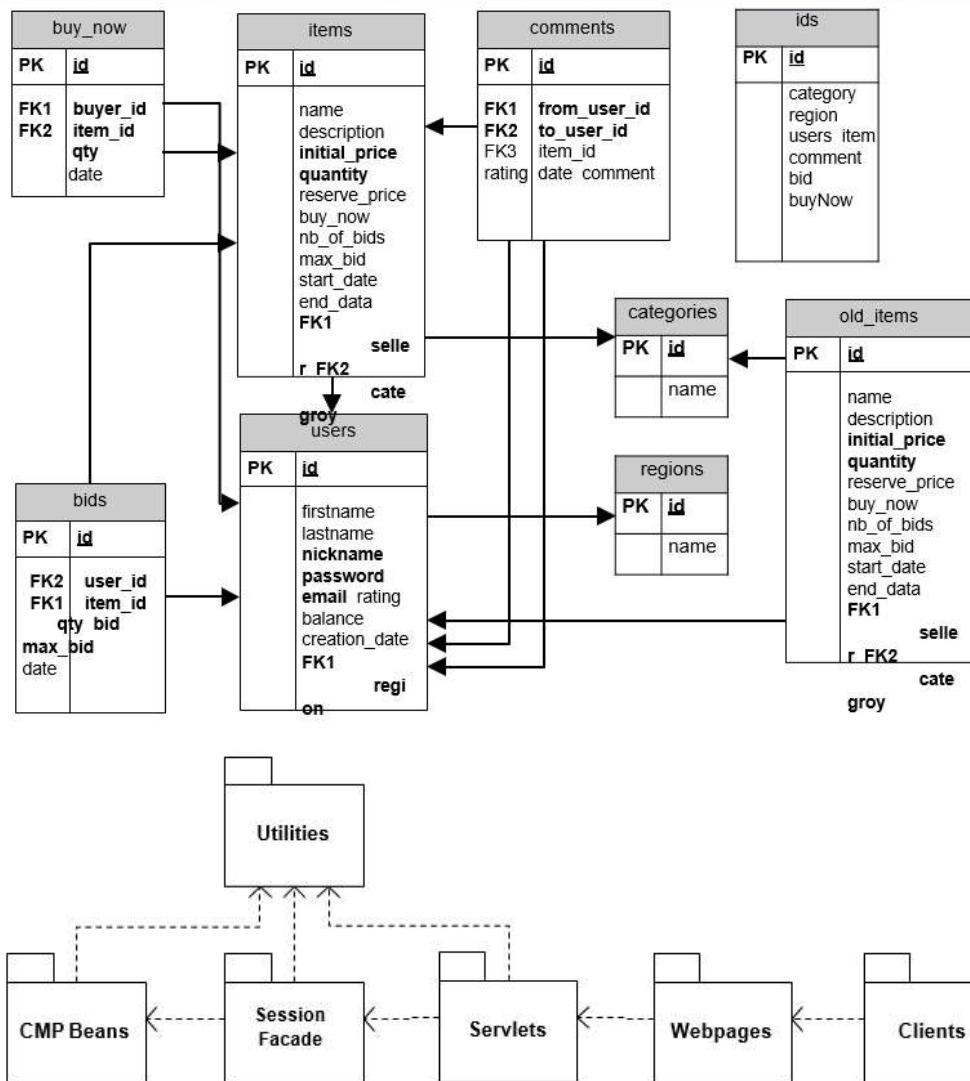 buy_now
PK id
FK1 buyer_id
FK2 item_id
qty
date
items
PK id
name
description
initial_price
quantity
reserve_price
buy_now
nb_of_bids
max_bid
start_date
end_data
FK1
selle
r FK2
cate
groy
comments
PK id
FK1 from_user_id
FK2 to_user_id
FK3 item_id
rating date comment
ids
PK id
category
region
users item
comment
bid
buyNow
categories
PK id
name
old_items
PK id
name
description
initial_price
quantity
reserve_price
buy_now
nb_of_bids
max_bid
start_date
end_data
FK1
selle
r FK2
cate
groy
users
PK id
firstname
lastname
nickname
password
email rating
balance
creation_date
FK1
regi
on
regions
PK id
name
bids
PK id
FK2 user_id
FK1 item_id
qty bid
max_bid
date
Utilities
CMP Beans
Session
Facade
Servlets
Webpages
Clients